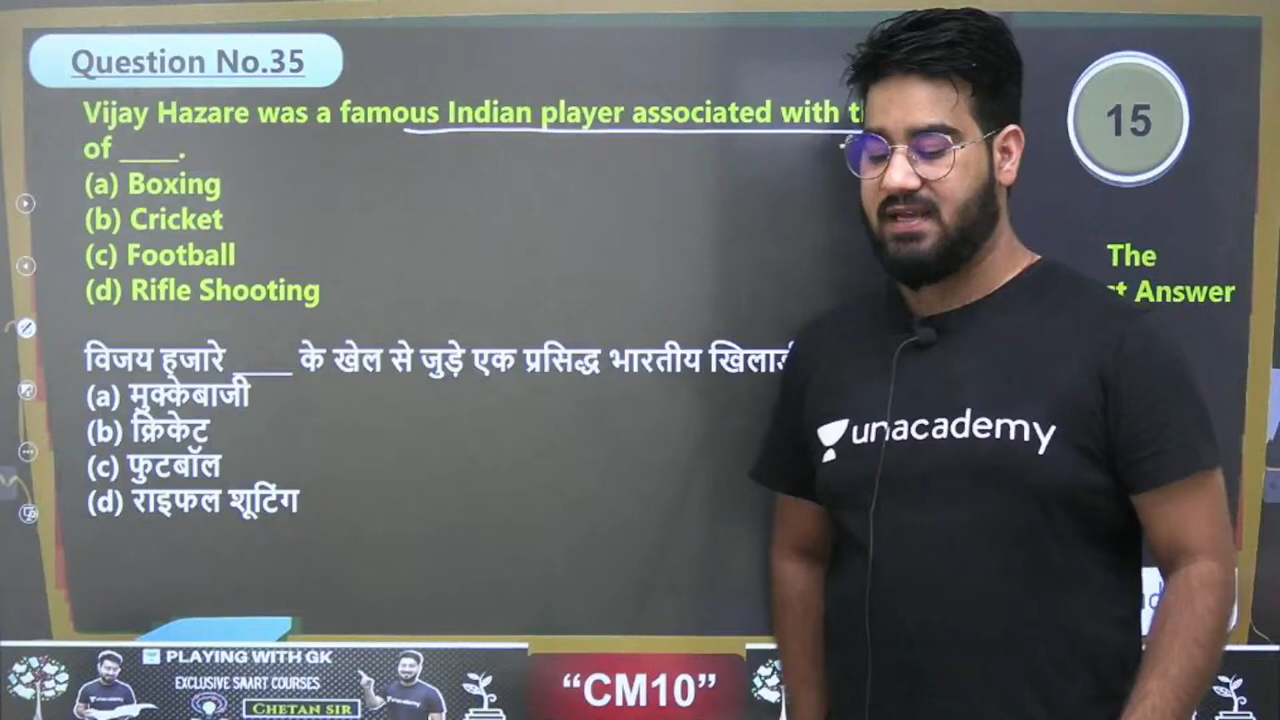 Question No.35
Vijay Hazare was a famous Indian player associated with
of ____.
(a) Boxing
(b) Cricket
(c) Football
(d) Rifle Shooting
15
The
Answer
विजय हजारे ____ के खेल से जुड़े एक प्रसिद्ध भारतीय
(a) मुक्केबाजी
(b) क्रिकेट
(c) फुटबॉल
(d) राइफल शूटिंग
unacademy
PLAYING WITH GK
EXCLUSIVE SAART COURSES
CHETAN SIR
“CM10”